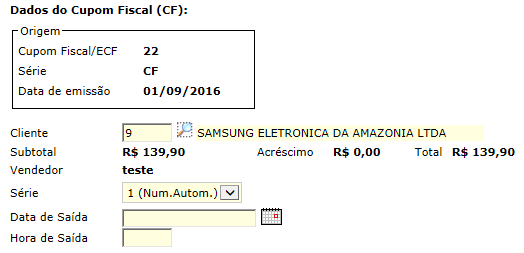 Dados do Cupom Fiscal (CF):
Origem
Cupom Fiscal/ECF 22
Série CF
Data de emissão 01/09/2016
Cliente 9 SAMSUNG ELETRONICA DA AMAZONIA LTDA
Subtotal R$ 139,90 Acréscimo R$ 0,00 Total R$ 139,90
Vendedor teste
Série 1 (Num.Autom.)
Data de Saída
Hora de Saída